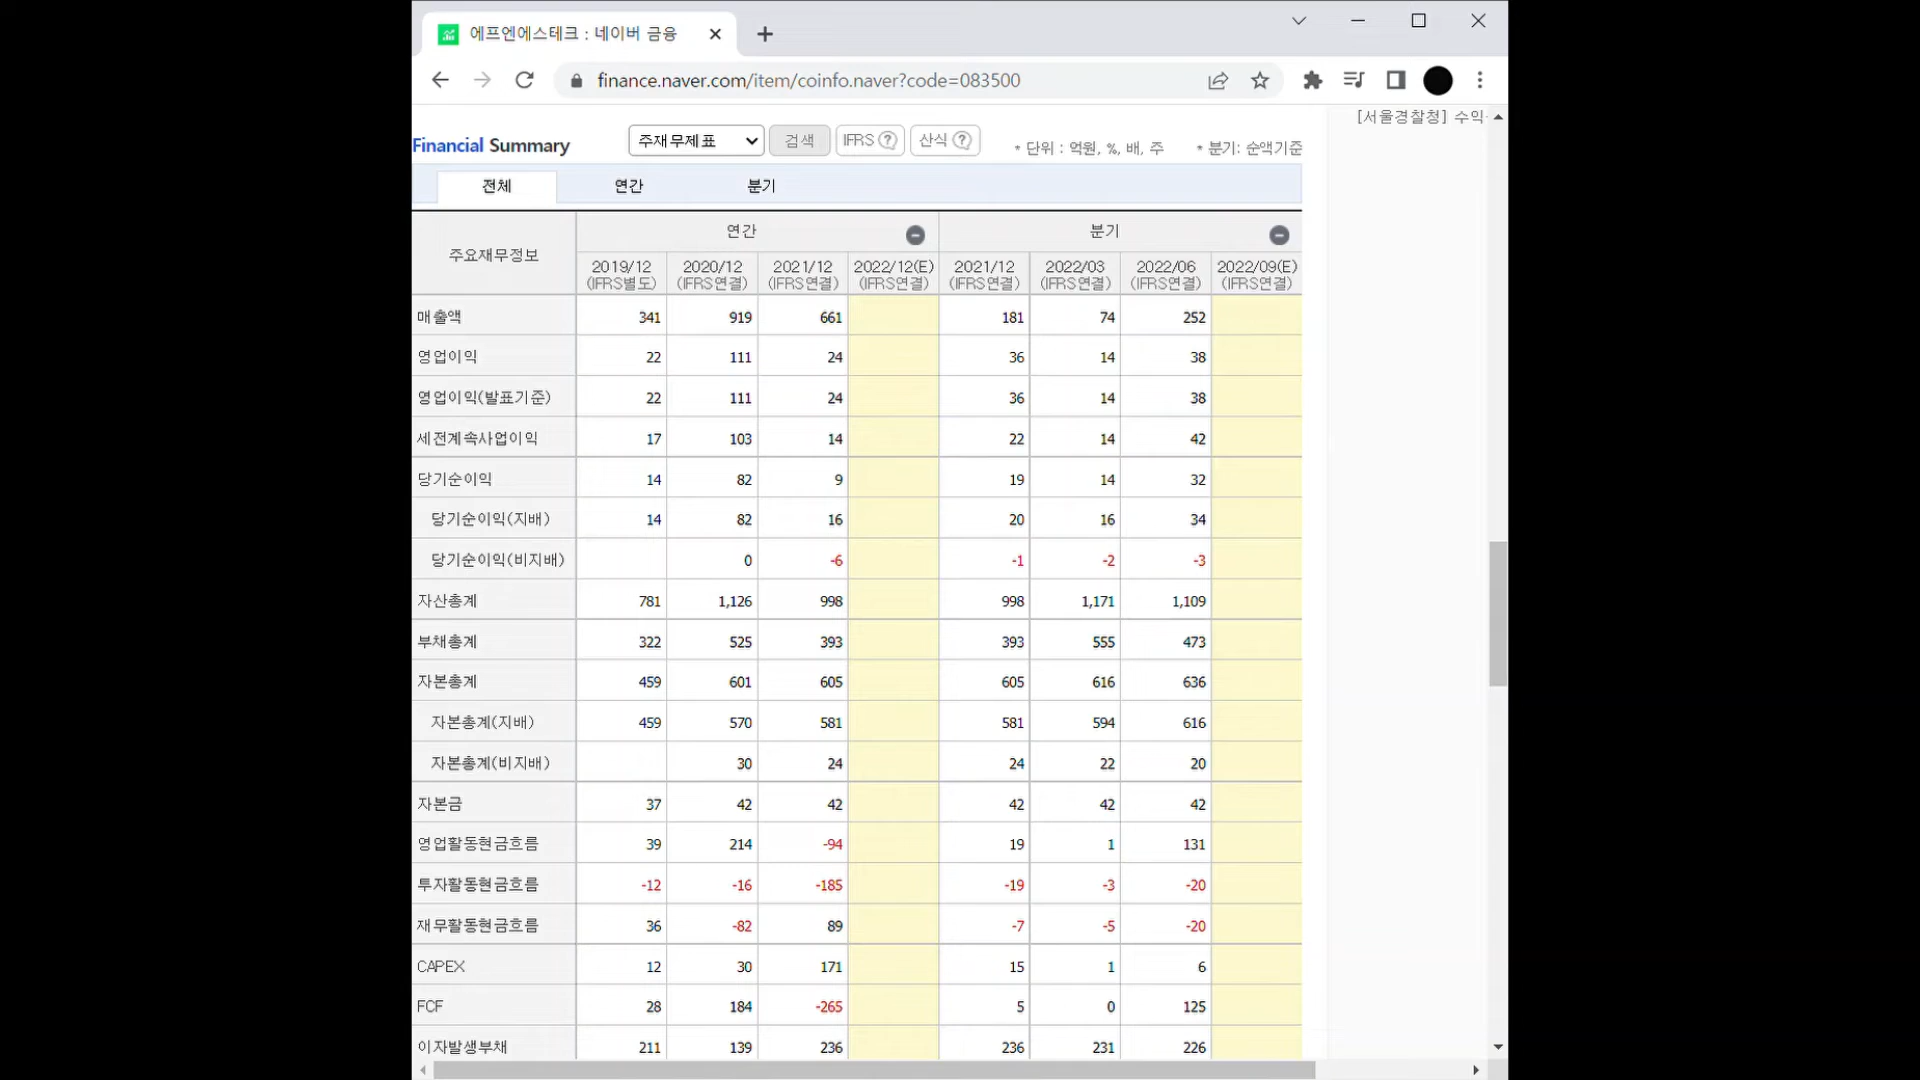 에프엔에스테크 : 네이버 금융
finance.naver.com/item/coinfo.naver?code=083500
[서울경찰청] 수익
Financial Summary 주재무제표 검색 IFRS ? 산식 ? * 단위 : 억원, %, 배, 주 * 분기: 순액기준
전체 연간 분기
주요재무정보 연간 분기
2019/12 2020/12 2021/12 2022/12(E) 2021/12 2022/03 2022/06 2022/09(E)
(IFRS별도) (IFRS연결) (IFRS연결) (IFRS연결) (IFRS연결) (IFRS연결) (IFRS연결) (IFRS연결)
매출액 341 919 661 181 74 252
영업이익 22 111 24 36 14 38
영업이익(발표기준) 22 111 24 36 14 38
세전계속사업이익 17 103 14 22 14 42
당기순이익 14 82 9 19 14 32
당기순이익(지배) 14 82 16 20 16 34
당기순이익(비지배) 0 -6 -1 -2 -3
자산총계 781 1,126 998 998 1,171 1,109
부채총계 322 525 393 393 555 473
자본총계 459 601 605 605 616 636
자본총계(지배) 459 570 581 581 594 616
자본총계(비지배) 30 24 24 22 20
자본금 37 42 42 42 42 42
영업활동현금흐름 39 214 -94 19 1 131
투자활동현금흐름 -12 -16 -185 -19 -3 -20
재무활동현금흐름 36 -82 89 -7 -5 -20
CAPEX 12 30 171 15 1 6
FCF 28 184 -265 5 0 125
이자발생부채 211 139 236 236 231 226